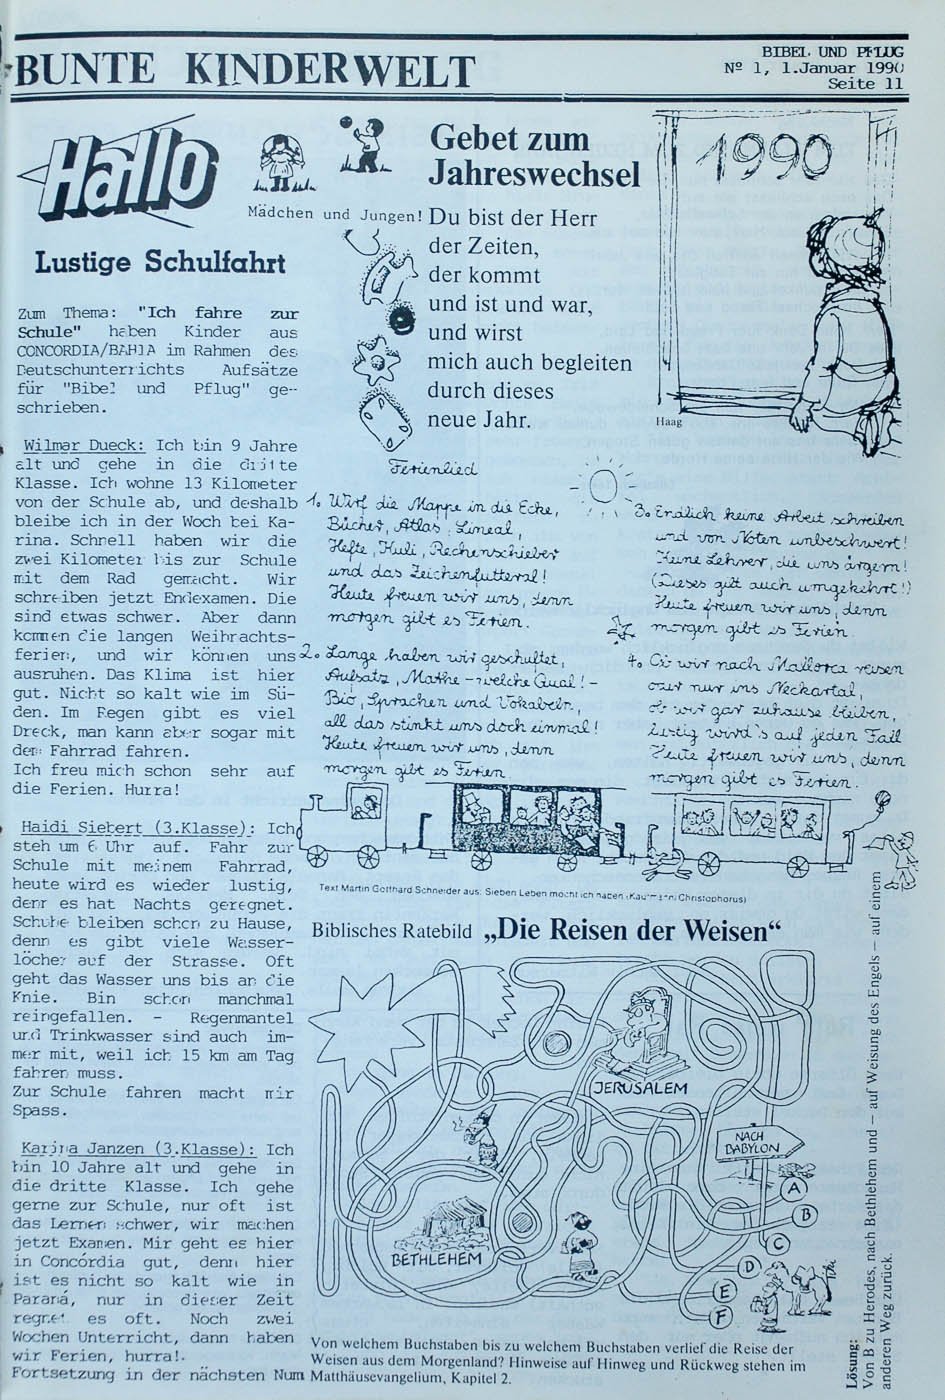 BUNTE KINDERWELT
BIBEL UND PFLUG
Nº 1, 1.Januar 1990
Seite 11
Hallo
Mädchen und Jungen!
Lustige Schulfahrt
Zum Thema: "Ich fahre zur
Schule" haben Kinder aus
CONCORDIA/BAHIA im Rahmen des
Deutschunterrichts Aufsätze
für "Bibel und Pflug" ge-
schrieben.
Wilmar Dueck: Ich bin 9 Jahre
alt und gehe in die dritte
Klasse. Ich wohne 13 Kilometer
von der Schule ab, und deshalb
bleibe ich in der Woch bei Ka-
rina. Schnell haben wir die
zwei Kilometer bis zur Schule
mit dem Rad gemacht. Wir
schreiben jetzt Endexamen. Die
sind etwas schwer. Aber dann
kommen die langen Weihnachts-
ferien, und wir können uns
ausruhen. Das Klima ist hier
gut. Nicht so kalt wie im Sü-
den. Im Regen gibt es viel
Dreck, man kann aber sogar mit
dem Fahrrad fahren.
Ich freu mich schon sehr auf
die Ferien. Hurra!
Haidi Siebert (3.Klasse): Ich
steh um 6 Uhr auf. Fahr zur
Schule mit meinem Fahrrad,
heute wird es wieder lustig,
denn es hat Nachts geregnet.
Schuhe bleiben schon zu Hause,
denn es gibt viele Wasser-
löcher auf der Strasse. Oft
geht das Wasser uns bis an die
Knie. Bin schon manchmal
reingefallen. - Regenmantel
und Trinkwasser sind auch im-
mer mit, weil ich 15 km am Tag
fahren muss.
Zur Schule fahren macht mir
Spass.
Karina Janzen (3.Klasse): Ich
bin 10 Jahre alt und gehe in
die dritte Klasse. Ich gehe
gerne zur Schule, nur oft ist
das Lernen schwer, wir machen
jetzt Examen. Mir geht es hier
in Concórdia gut, denn hier
ist es nicht so kalt wie in
Paraná, nur in dieser Zeit
regnet es oft. Noch zwei
Wochen Unterricht, dann haben
wir Ferien, hurra!
Fortsetzung in der nächsten Num
Gebet zum
Jahreswechsel
Du bist der Herr
der Zeiten,
der kommt
und ist und war,
und wirst
mich auch begleiten
durch dieses
neue Jahr.
1990
Haag
Ferienlied
1. Wirf die Mappe in die Ecke,
Bücher, Atlas, Lineal,
Hefte, Kuli, Rechenschieber
und das Zeichenfutteral!
Heute freuen wir uns, denn
morgen gibt es Ferien.
2. Lange haben wir geschuftet,
Aufsatz, Mathe - welche Qual! -
Bio, Sprachen und Vokabeln,
all das stinkt uns doch einmal!
Heute freuen wir uns, denn
morgen gibt es Ferien.
3. Endlich keine Arbeit schreiben
und von Noten unbeschwert!
Keine Lehrer, die uns ärgern!
(Dieses gilt auch umgekehrt!)
Heute freuen wir uns, denn
morgen gibt es Ferien.
4. Ob wir nach Mallorca reisen
oder nur ins Neckartal,
ob wir gar zuhause bleiben,
lustig wird's auf jeden Fall
Heute freuen wir uns, denn
morgen gibt es Ferien.
Text Martin Gotthard Schneider aus: Sieben Leben möcht ich haben Christophorus)
Biblisches Ratebild „Die Reisen der Weisen“
JERUSALEM
NACH
BABYLON
BETHLEHEM
A
B
C
D
E
F
Von welchem Buchstaben bis zu welchem Buchstaben verlief die Reise der
Weisen aus dem Morgenland? Hinweise auf Hinweg und Rückweg stehen im
Matthäusevangelium, Kapitel 2.
Lösung:
Von B zu Herodes, nach Bethlehem und – auf Weisung des Engels – auf einem
anderen Weg zurück.